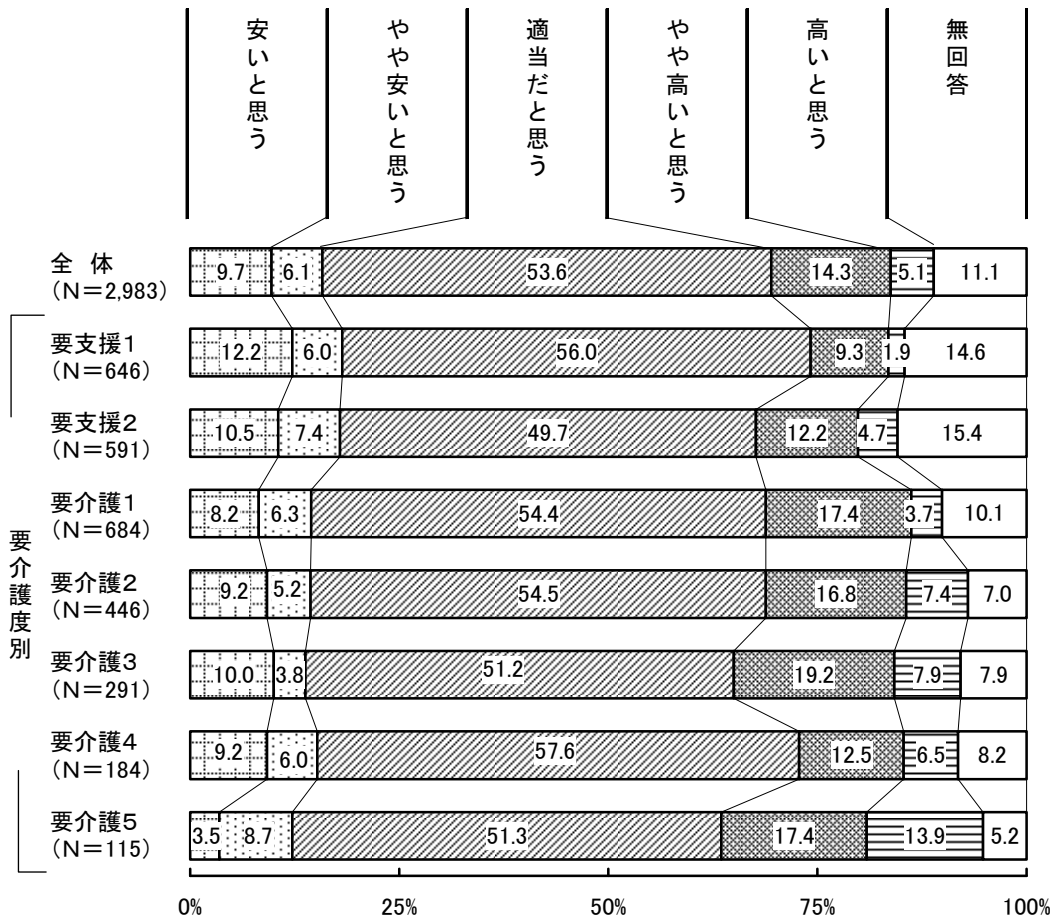 安いと思う
やや安いと思う
適当だと思う
やや高いと思う
高いと思う
無回答
全 体
(N=2,983)
9.7
6.1
53.6
14.3
5.1
11.1
要支援1
(N=646)
12.2
6.0
56.0
9.3
1.9
14.6
要支援2
(N=591)
10.5
7.4
49.7
12.2
4.7
15.4
要介護度別
要介護1
(N=684)
8.2
6.3
54.4
17.4
3.7
10.1
要介護2
(N=446)
9.2
5.2
54.5
16.8
7.4
7.0
要介護3
(N=291)
10.0
3.8
51.2
19.2
7.9
7.9
要介護4
(N=184)
9.2
6.0
57.6
12.5
6.5
8.2
要介護5
(N=115)
3.5
8.7
51.3
17.4
13.9
5.2
0%
25%
50%
75%
100%